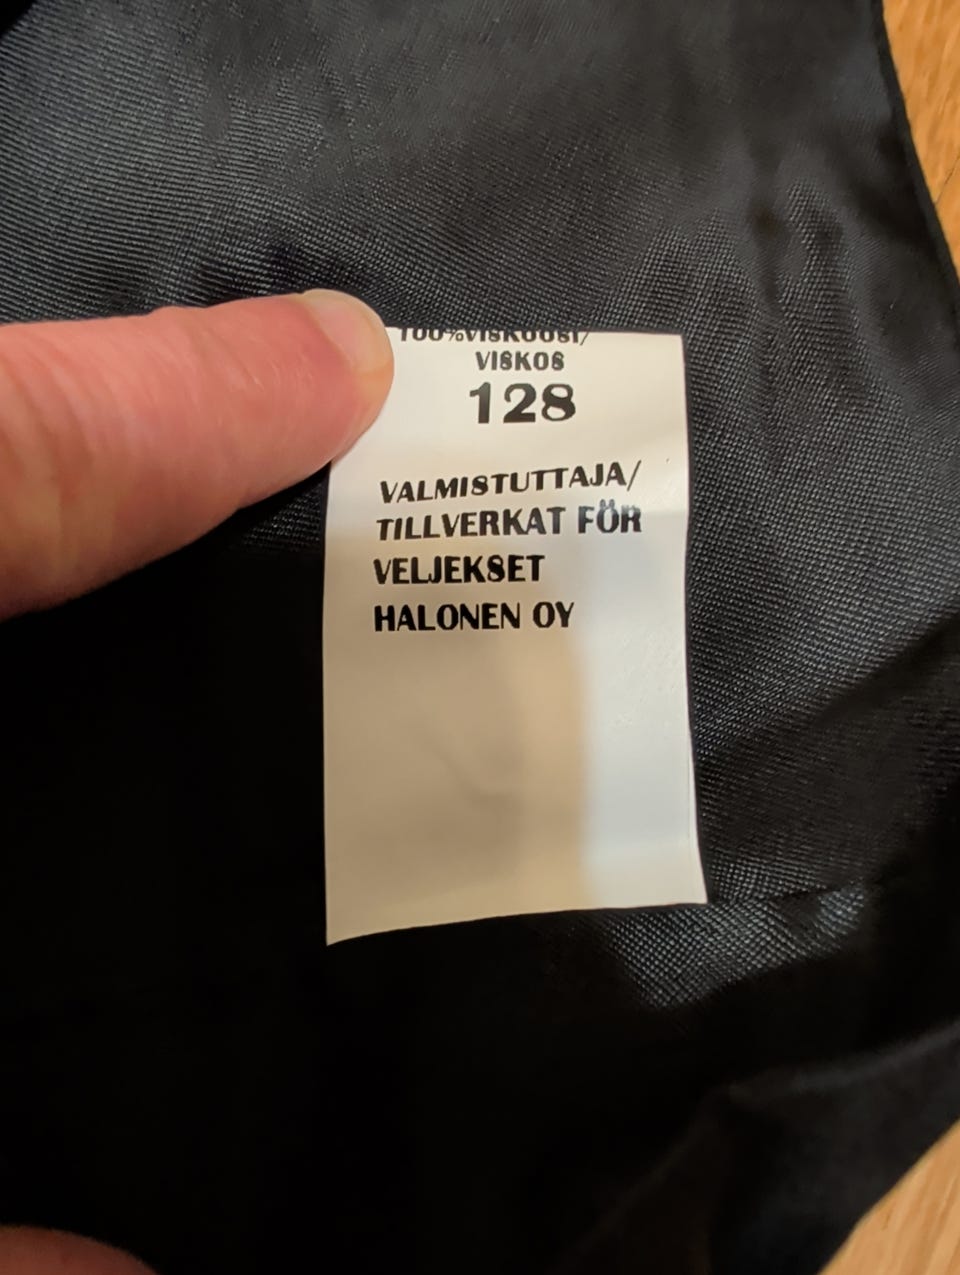 100%VISKOOSI/
VISKOS
128
VALMISTUTTAJA/
TILLVERKAT FÖR
VELJEKSET
HALONEN OY